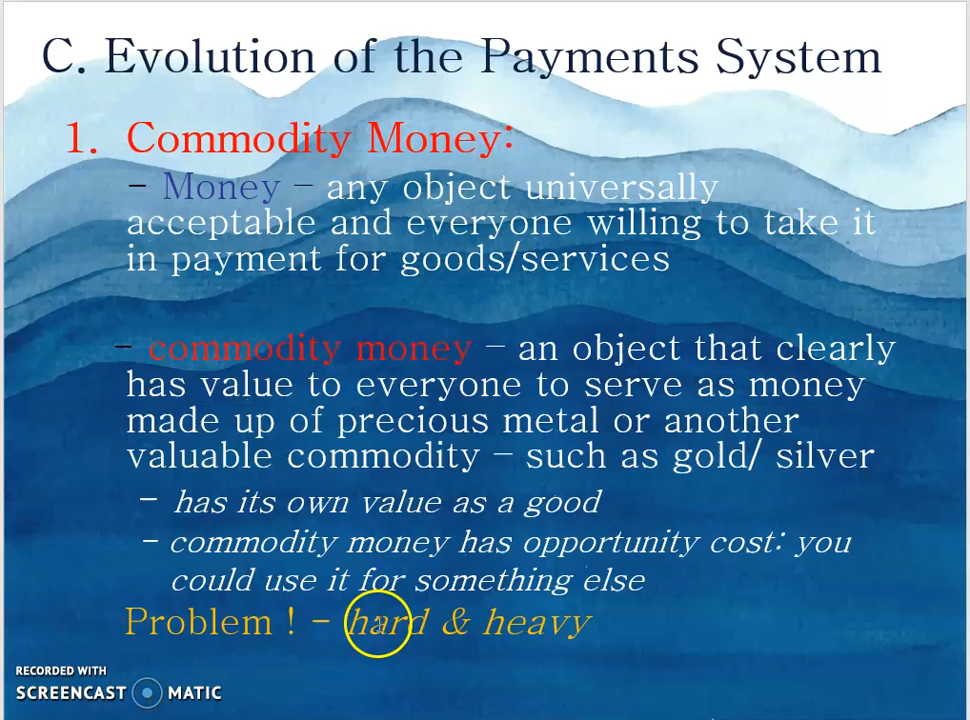 C. Evolution of the Payments System
1. Commodity Money:
- Money – any object universally
acceptable and everyone willing to take it
in payment for goods/services
- commodity money – an object that clearly
has value to everyone to serve as money
made up of precious metal or another
valuable commodity – such as gold/ silver
- has its own value as a good
- commodity money has opportunity cost: you
could use it for something else
Problem ! - hard & heavy
RECORDED WITH
SCREENCAST MATIC